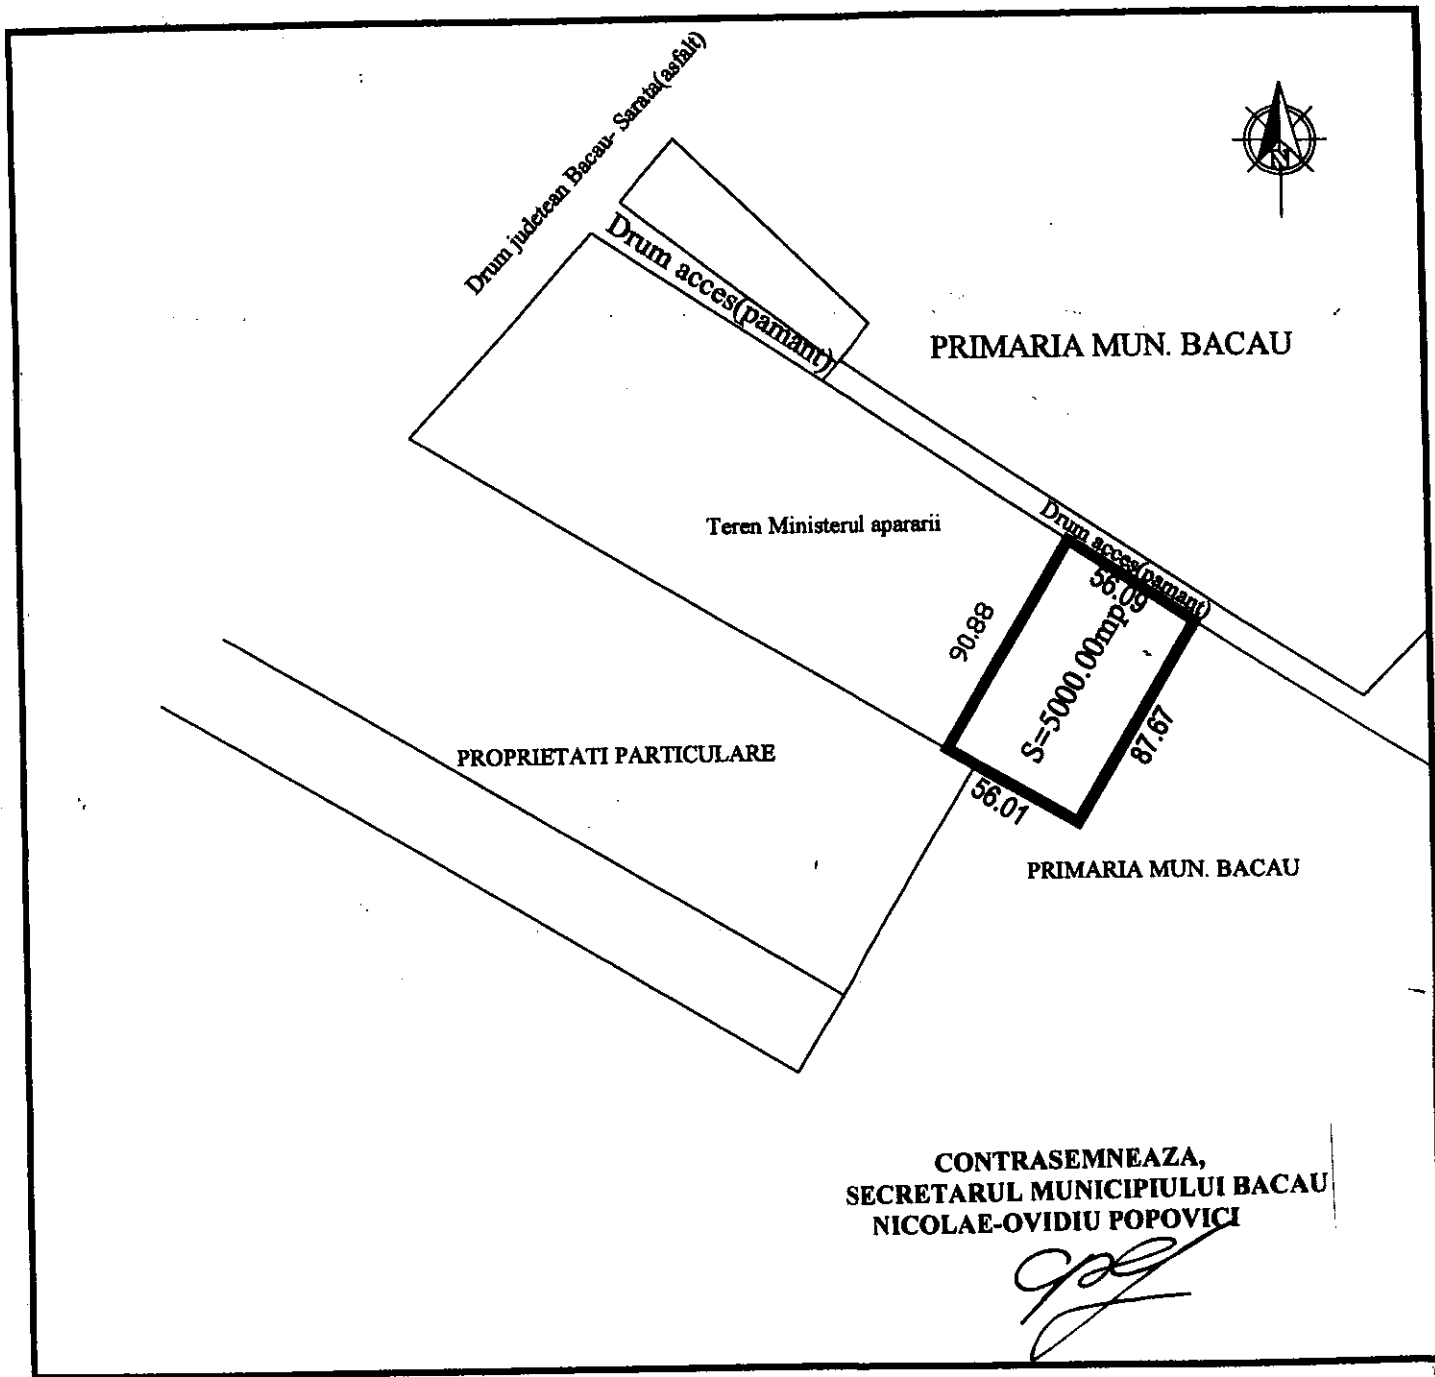 Drum judetean Bacau- Sarata(asfalt)
N
Drum acces(pamant)
PRIMARIA MUN. BACAU
Teren Ministerul apararii
Drum acces(pamant)
56.09
90.88
S=5000.00mp
87.67
PROPRIETATI PARTICULARE
56.01
PRIMARIA MUN. BACAU
CONTRASEMNEAZA,
SECRETARUL MUNICIPIULUI BACAU
NICOLAE-OVIDIU POPOVICI